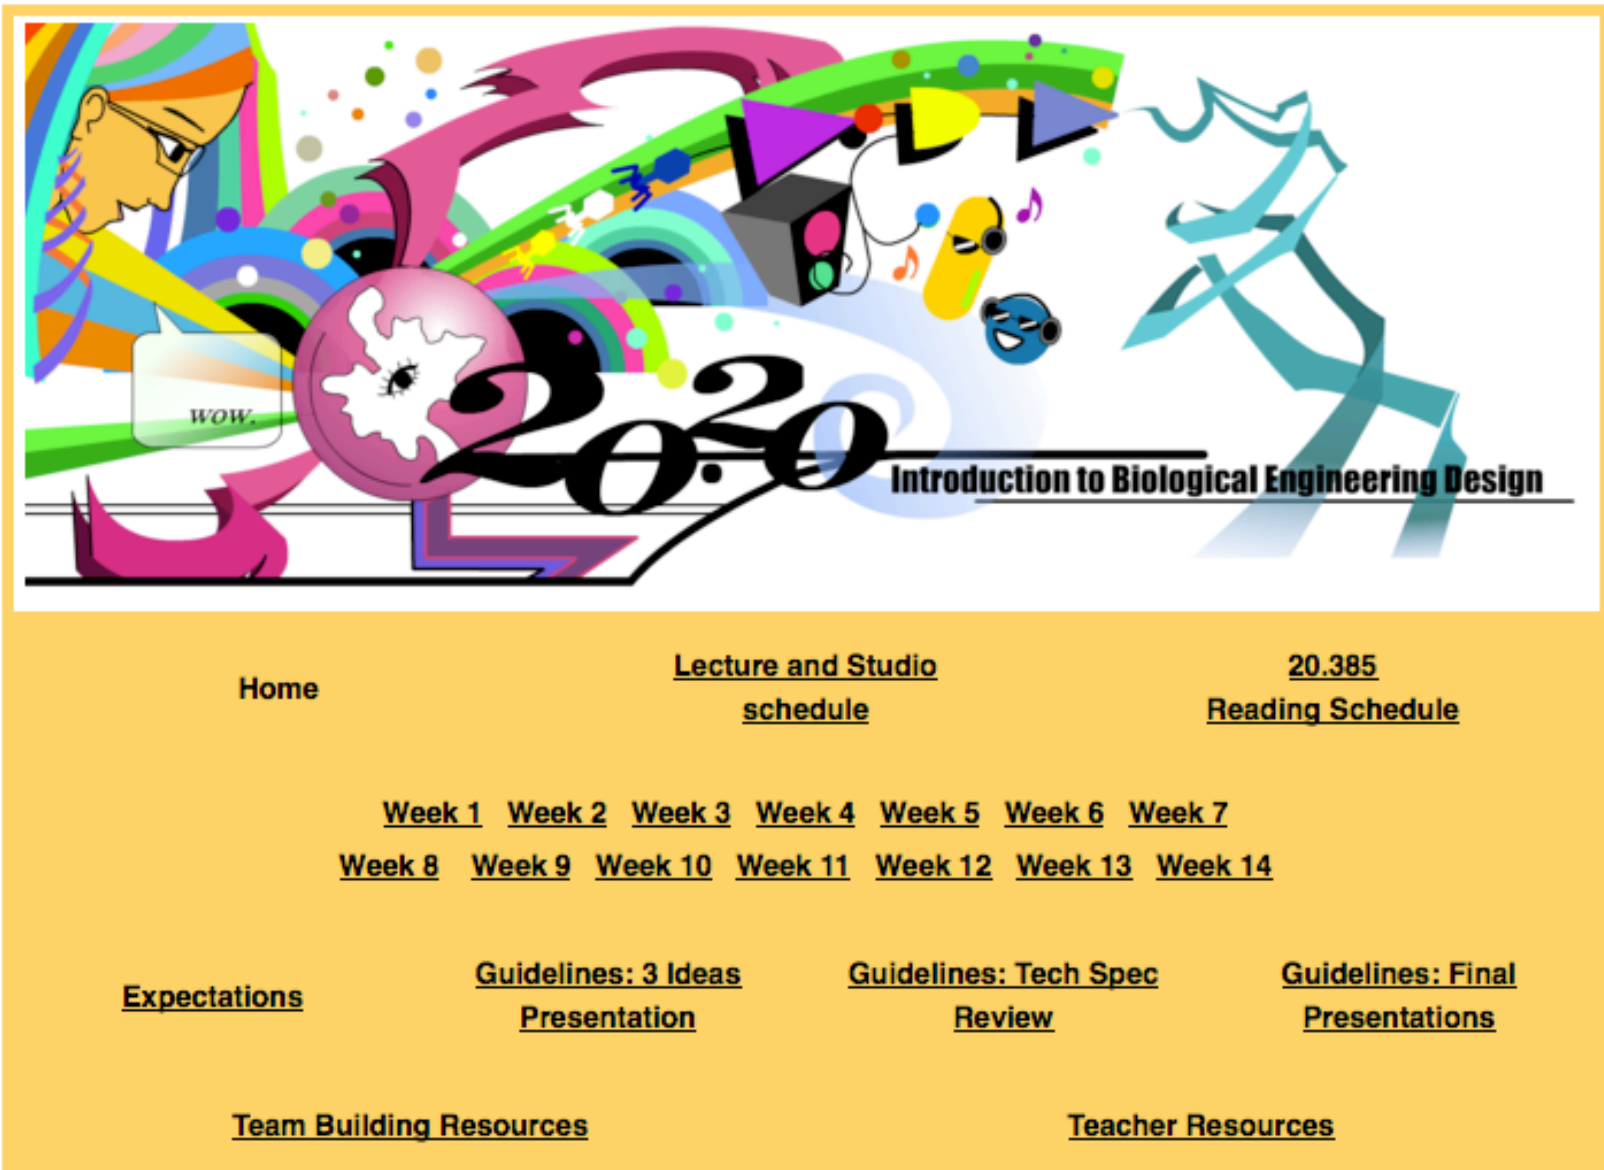 wow.
20.20
Introduction to Biological Engineering Design
Home
Lecture and Studio
schedule
20.385
Reading Schedule
Week 1 Week 2 Week 3 Week 4 Week 5 Week 6 Week 7
Week 8 Week 9 Week 10 Week 11 Week 12 Week 13 Week 14
Expectations
Guidelines: 3 Ideas
Presentation
Guidelines: Tech Spec
Review
Guidelines: Final
Presentations
Team Building Resources
Teacher Resources